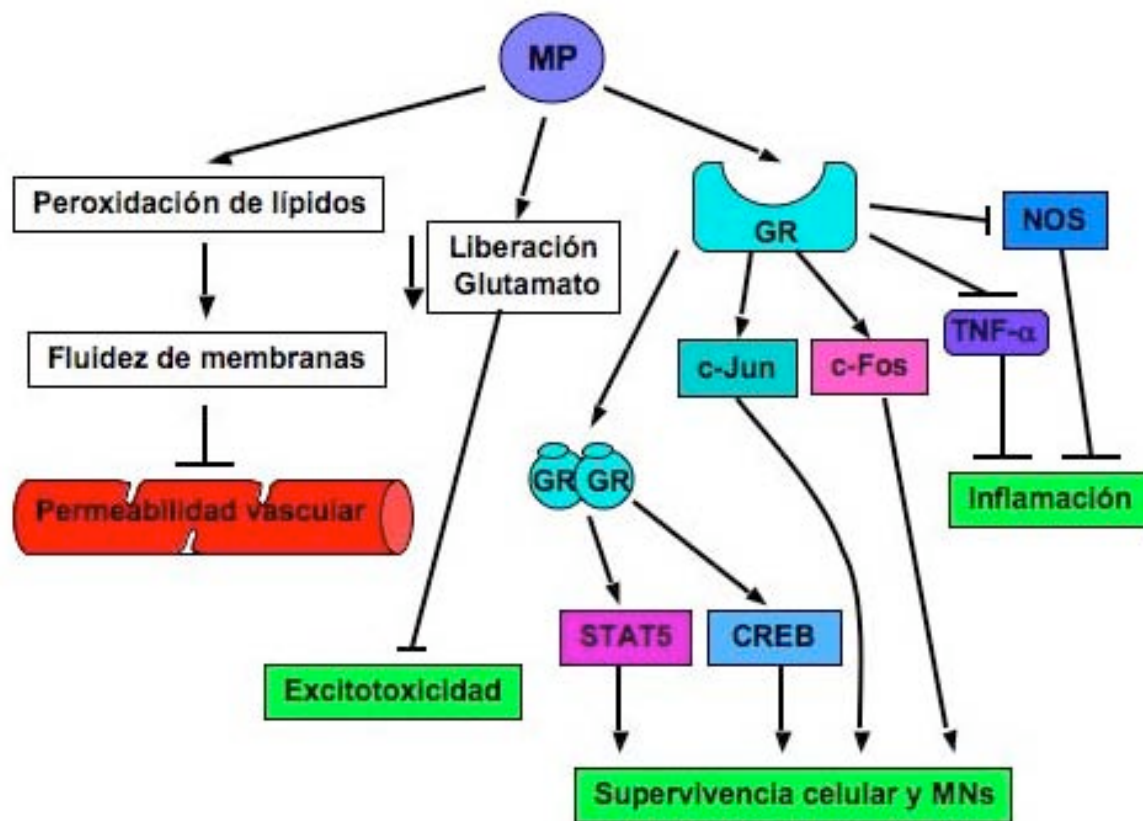 MP
Peroxidación de lípidos
Liberación
Glutamato
GR
NOS
Fluidez de membranas
TNF-α
c-Jun
c-Fos
GR GR
Permeabilidad vascular
Inflamación
STAT5
CREB
Excitotoxicidad
Supervivencia celular y MNs